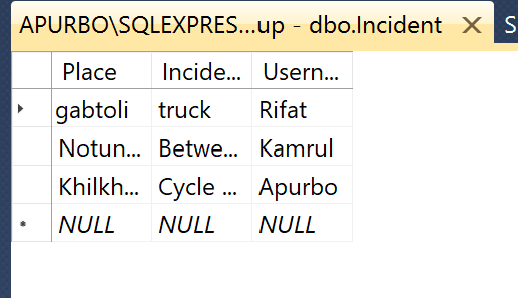 APURBO\SQLEXPRES...up - dbo.Incident
S
Place Incide... Usern...
gabtoli truck Rifat
Notun... Betwe... Kamrul
Khilkh... Cycle ... Apurbo
NULL NULL NULL